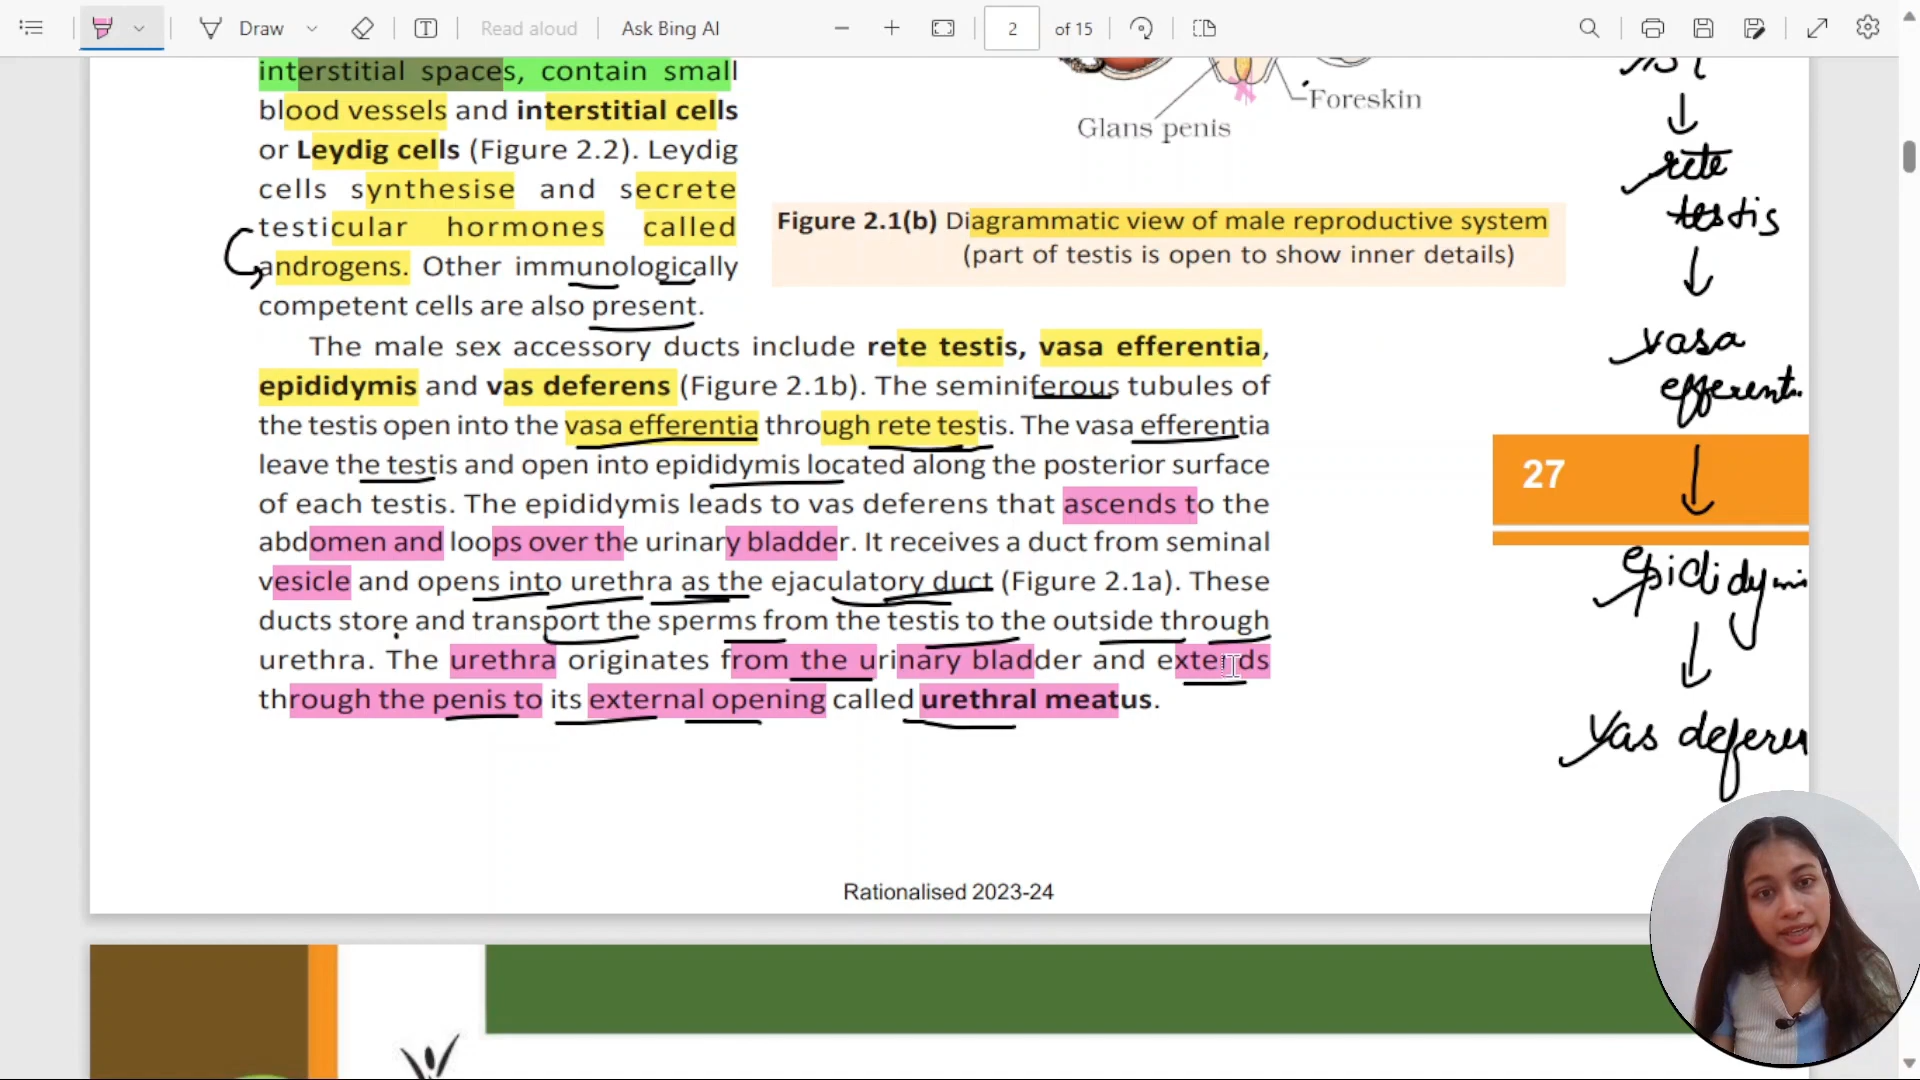 Draw
Read aloud
Ask Bing AI
2
of 15
interstitial spaces, contain small
blood vessels and interstitial cells
or Leydig cells (Figure 2.2). Leydig
cells synthesise and secrete
testicular hormones called
androgens. Other immunologically
competent cells are also present.
Foreskin
Glans penis
Figure 2.1(b) Diagrammatic view of male reproductive system
(part of testis is open to show inner details)
The male sex accessory ducts include rete testis, vasa efferentia,
epididymis and vas deferens (Figure 2.1b). The seminiferous tubules of
the testis open into the vasa efferentia through rete testis. The vasa efferentia
leave the testis and open into epididymis located along the posterior surface
of each testis. The epididymis leads to vas deferens that ascends to the
abdomen and loops over the urinary bladder. It receives a duct from seminal
vesicle and opens into urethra as the ejaculatory duct (Figure 2.1a). These
ducts store and transport the sperms from the testis to the outside through
urethra. The urethra originates from the urinary bladder and extends
through the penis to its external opening called urethral meatus.
rete
testis
vasa
efferent..
27
epididymi
vas deferen
Rationalised 2023-24